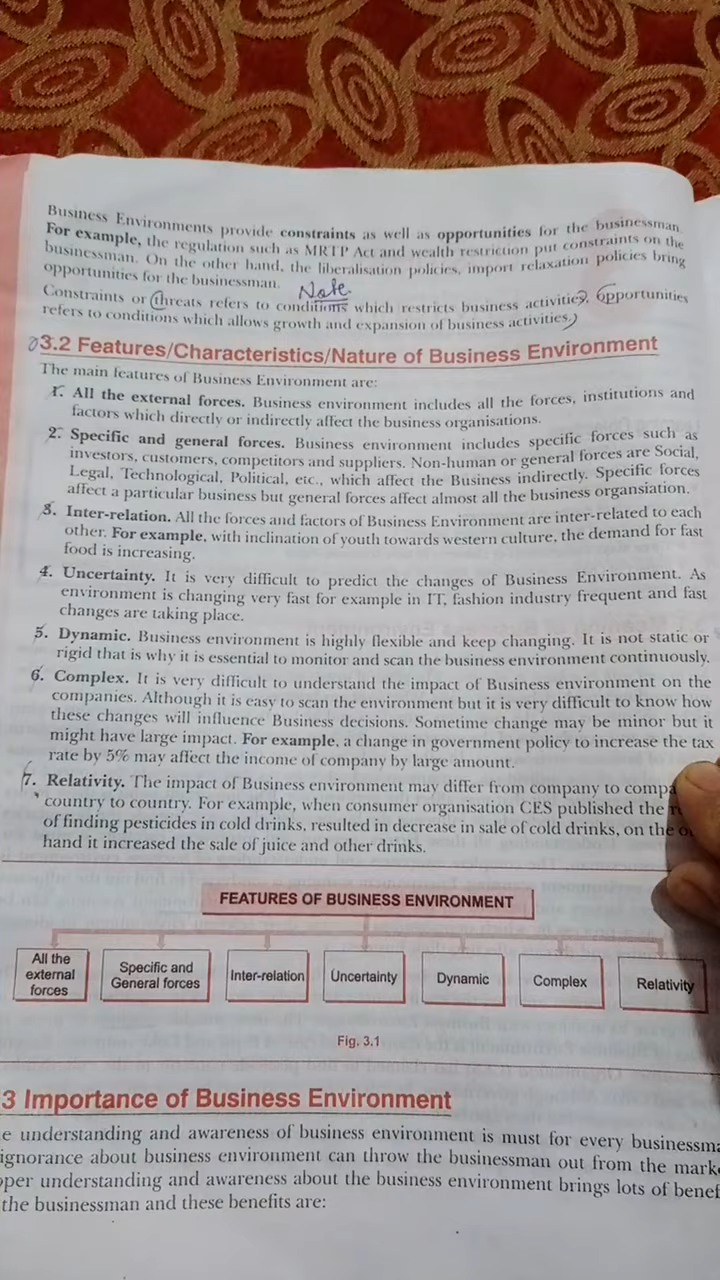 Business Environments provide constraints as well as opportunities for the businessman.
For example, the regulation such as MRTP Act and wealth restriction put constraints on the
businessman. On the other hand, the liberalisation policies, import relaxation policies bring
opportunities for the businessman.
Note
Constraints or threats refers to conditions which restricts business activities, opportunities
refers to conditions which allows growth and expansion of business activities.
3.2 Features/Characteristics/Nature of Business Environment
The main features of Business Environment are:
1. All the external forces. Business environment includes all the forces, institutions and
factors which directly or indirectly affect the business organisations.
2. Specific and general forces. Business environment includes specific forces such as
investors, customers, competitors and suppliers. Non-human or general forces are Social,
Legal, Technological, Political, etc., which affect the Business indirectly. Specific forces
affect a particular business but general forces affect almost all the business organsiation.
3. Inter-relation. All the forces and factors of Business Environment are inter-related to each
other. For example, with inclination of youth towards western culture, the demand for fast
food is increasing.
4. Uncertainty. It is very difficult to predict the changes of Business Environment. As
environment is changing very fast for example in IT, fashion industry frequent and fast
changes are taking place.
5. Dynamic. Business environment is highly flexible and keep changing. It is not static or
rigid that is why it is essential to monitor and scan the business environment continuously.
6. Complex. It is very difficult to understand the impact of Business environment on the
companies. Although it is easy to scan the environment but it is very difficult to know how
these changes will influence Business decisions. Sometime change may be minor but it
might have large impact. For example, a change in government policy to increase the tax
rate by 5% may affect the income of company by large amount.
7. Relativity. The impact of Business environment may differ from company to compa
country to country. For example, when consumer organisation CES published the
of finding pesticides in cold drinks, resulted in decrease in sale of cold drinks, on the
hand it increased the sale of juice and other drinks.
FEATURES OF BUSINESS ENVIRONMENT
All the
external
forces
Specific and
General forces
Inter-relation
Uncertainty
Dynamic
Complex
Relativity
Fig. 3.1
3 Importance of Business Environment
e understanding and awareness of business environment is must for every businessma
ignorance about business environment can throw the businessman out from the mark
oper understanding and awareness about the business environment brings lots of benef
the businessman and these benefits are: